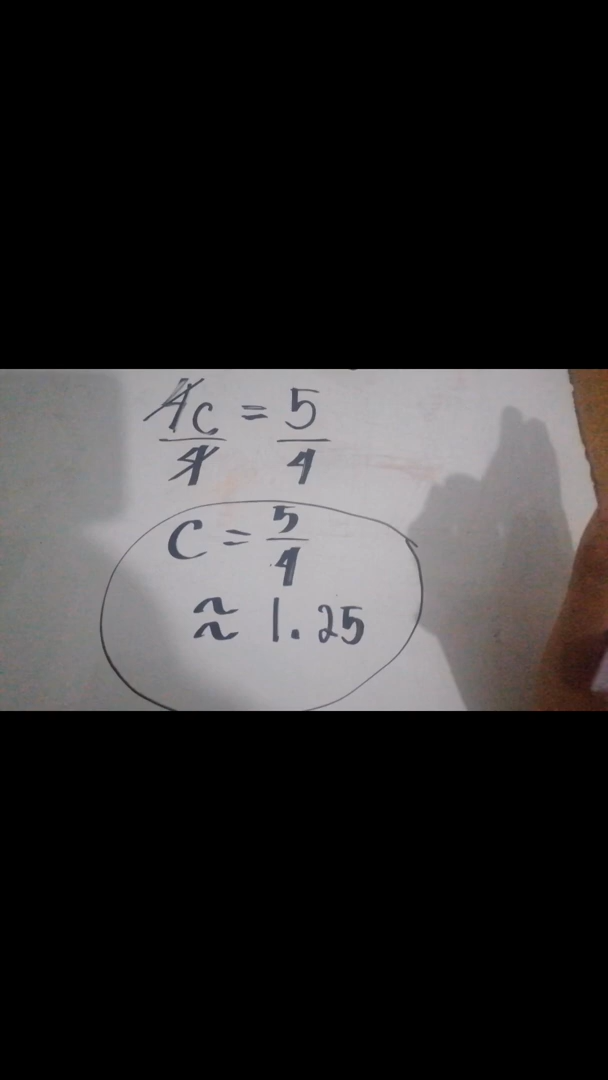 4c = 5
4 4
c = 5/4
≈ 1.25